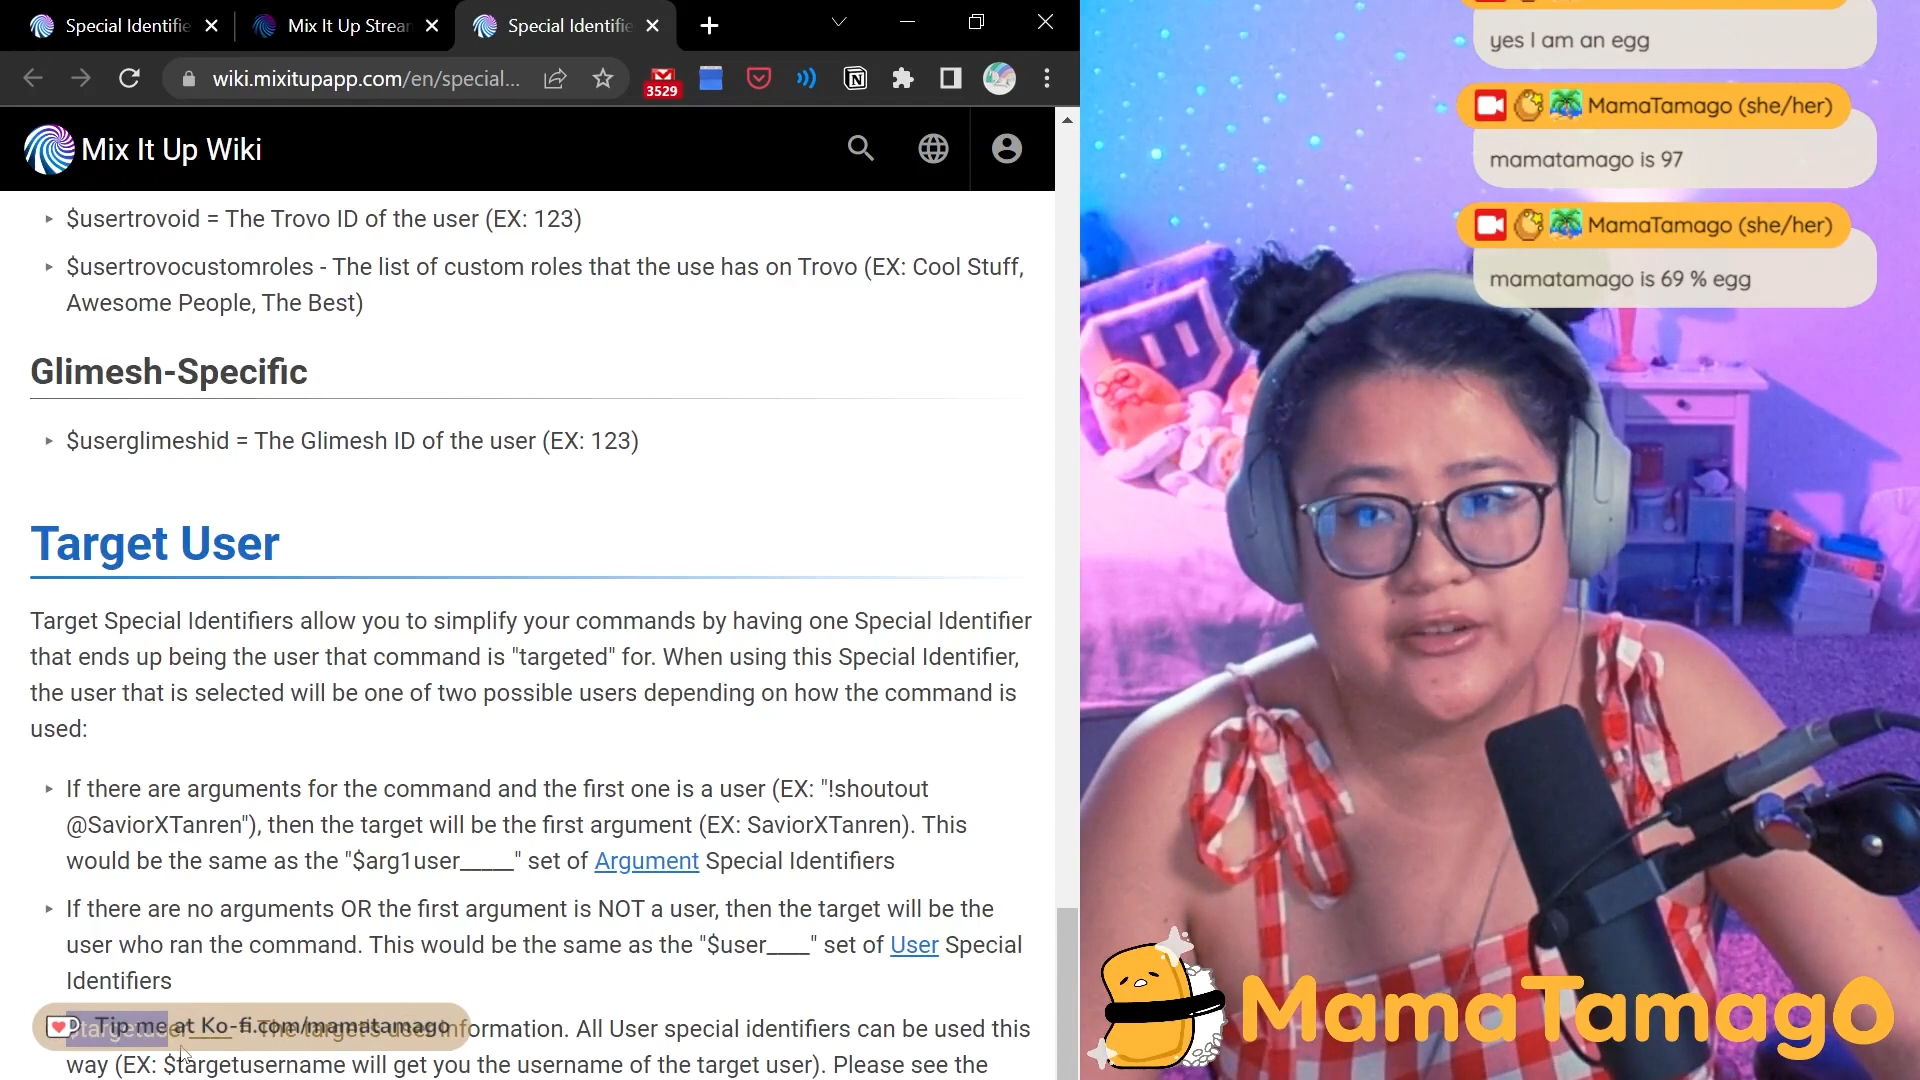 Special Identifie
Mix It Up Strear
Special Identifie
wiki.mixitupapp.com/en/special...
3529
Mix It Up Wiki
$usertrovoid = The Trovo ID of the user (EX: 123)
$usertrovocustomroles - The list of custom roles that the use has on Trovo (EX: Cool Stuff,
Awesome People, The Best)
Glimesh-Specific
$userglimeshid = The Glimesh ID of the user (EX: 123)
Target User
Target Special Identifiers allow you to simplify your commands by having one Special Identifier
that ends up being the user that command is "targeted" for. When using this Special Identifier,
the user that is selected will be one of two possible users depending on how the command is
used:
If there are arguments for the command and the first one is a user (EX: "!shoutout
@SaviorXTanren"), then the target will be the first argument (EX: SaviorXTanren). This
would be the same as the "$arg1user_____" set of Argument Special Identifiers
If there are no arguments OR the first argument is NOT a user, then the target will be the
user who ran the command. This would be the same as the "$user____" set of User Special
Identifiers
Tip me at Ko-fi.com/mamatamago
$targetuser____ = The target's user information. All User special identifiers can be used this
way (EX: $targetusername will get you the username of the target user). Please see the
yes I am an egg
MamaTamago (she/her)
mamatamago is 97
MamaTamago (she/her)
mamatamago is 69 % egg
MamaTamago